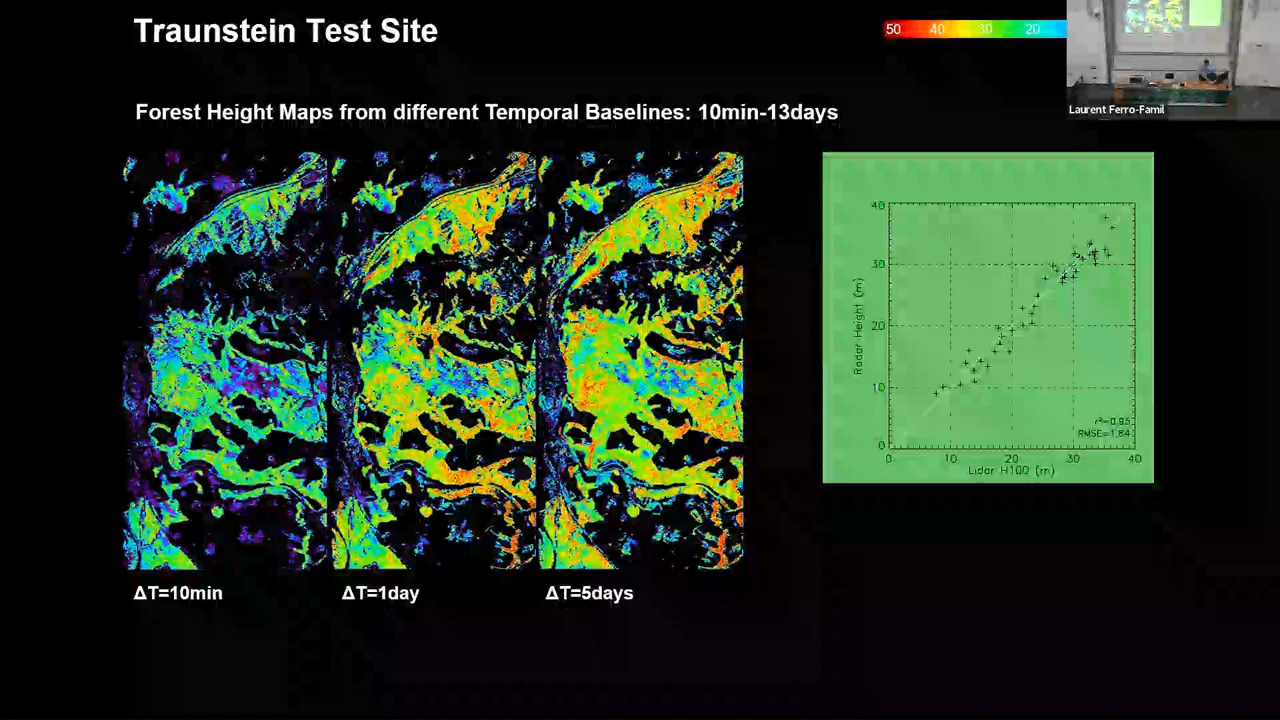 Traunstein Test Site
50 40 30 20
Laurent Ferro-Famil
Forest Height Maps from different Temporal Baselines: 10min-13days
40
30
20
10
0
Radar Height (m)
r²=0.95
RMSE=1.64
0 10 20 30 40
Lidar H100 (m)
ΔT=10min ΔT=1day ΔT=5days